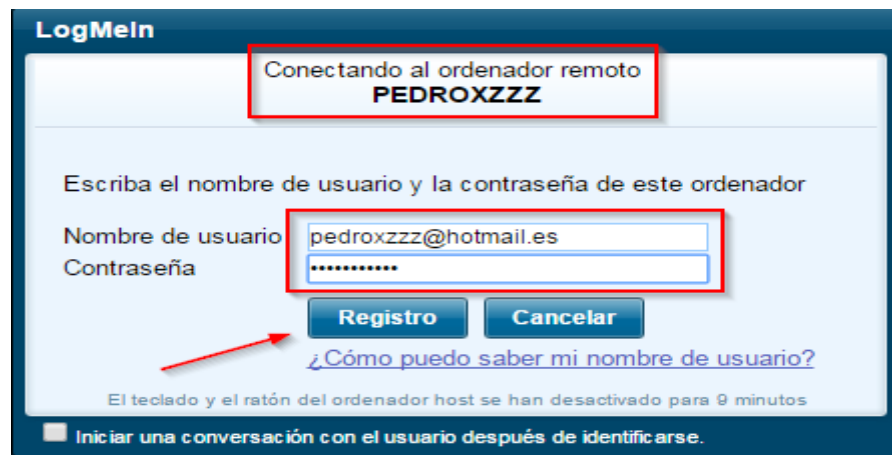 LogMeIn
Conectando al ordenador remoto
PEDROXZZZ
Escriba el nombre de usuario y la contraseña de este ordenador
Nombre de usuario pedroxzzz@hotmail.es
Contraseña •••••••••••
Registro Cancelar
¿Cómo puedo saber mi nombre de usuario?
El teclado y el ratón del ordenador host se han desactivado para 9 minutos
Iniciar una conversación con el usuario después de identificarse.